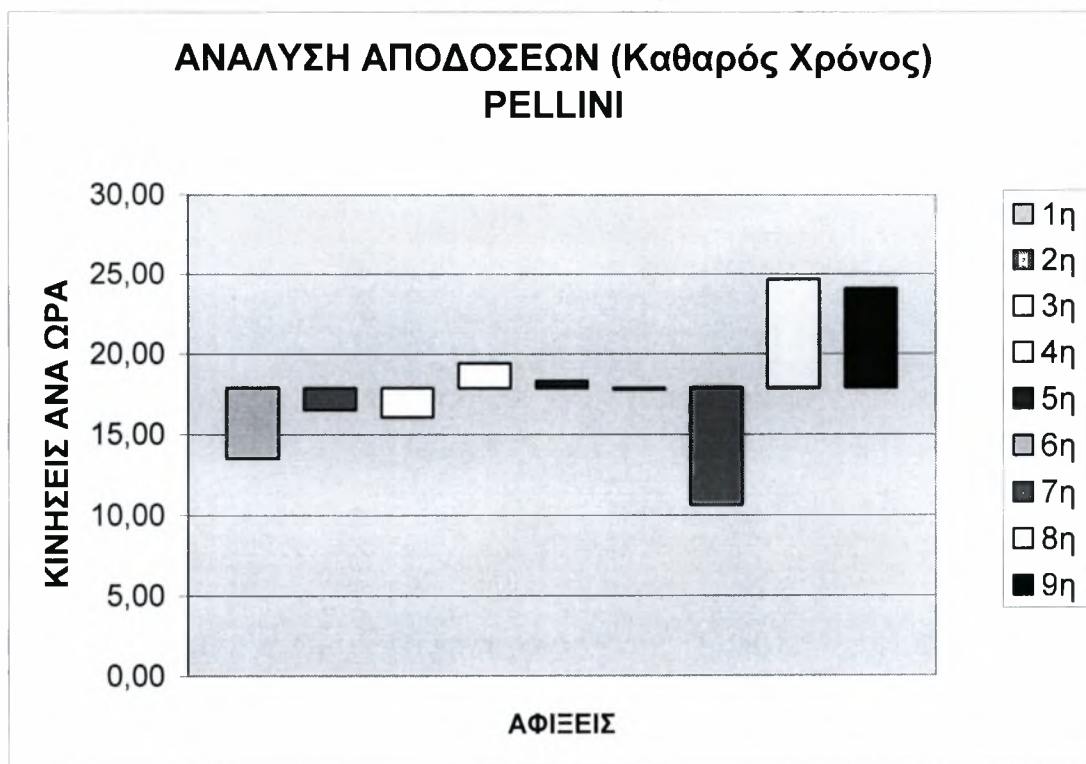 ΑΝΑΛΥΣΗ ΑΠΟΔΟΣΕΩΝ (Καθαρός Χρόνος)
PELLINI
ΚΙΝΗΣΕΙΣ ΑΝΑ ΩΡΑ
30,00
25,00
20,00
15,00
10,00
5,00
0,00
ΑΦΙΞΕΙΣ
1η
2η
3η
4η
5η
6η
7η
8η
9η